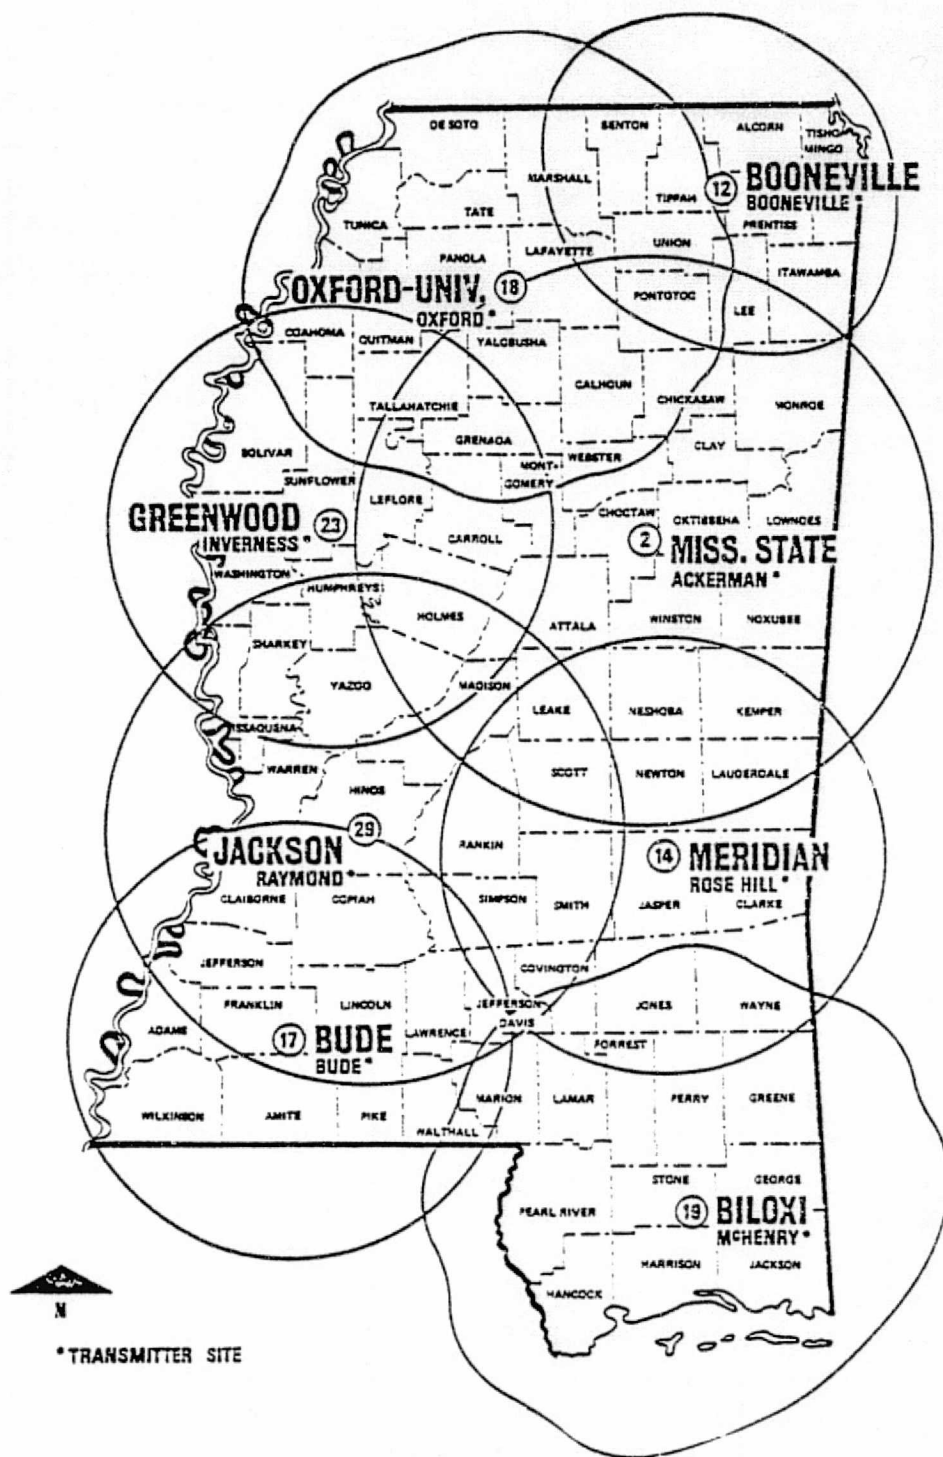 BENTON
DE SOTO
ALCORN
TISHO
MINGO
MARSHALL
12 BOONEVILLE
BOONEVILLE*
TIPPAH
TATE
TUNICA
PRENTISS
UNION
LAFAYETTE
PANOLA
ITAWAMBA
OXFORD-UNIV. 18
OXFORD*
PONTOTOC
LEE
COAHOMA
QUITMAN
YALOBUSHA
CALHOUN
CHICKASAW
MONROE
TALLAHATCHIE
GRENADA
CLAY
BOLIVAR
WEBSTER
MONT-
GOMERY
SUNFLOWER
LEFLORE
CHOCTAW
OKTIBBEHA
LOWNDES
GREENWOOD 23
INVERNESS*
CARROLL
2 MISS. STATE
ACKERMAN*
WASHINGTON
HUMPHREYS
HOLMES
ATTALA
WINSTON
NOXUBEE
SHARKEY
YAZOO
MADISON
LEAKE
NESHOBA
KEMPER
ISSAQUENA
WARREN
SCOTT
NEWTON
LAUDERDALE
HINDS
JACKSON 29
RAYMOND*
RANKIN
14 MERIDIAN
ROSE HILL*
CLAIBORNE
COPIAH
SIMPSON
SMITH
JASPER
CLARKE
JEFFERSON
COVINGTON
FRANKLIN
LINCOLN
JEFFERSON
DAVIS
JONES
WAYNE
ADAMS
LAWRENCE
17 BUDE
BUDE*
FORREST
MARION
LAMAR
PERRY
GREENE
WILKINSON
AMITE
PIKE
WALTHALL
STONE
GEORGE
PEARL RIVER
19 BILOXI
McHENRY*
HARRISON
JACKSON
HANCOCK
N
*TRANSMITTER SITE